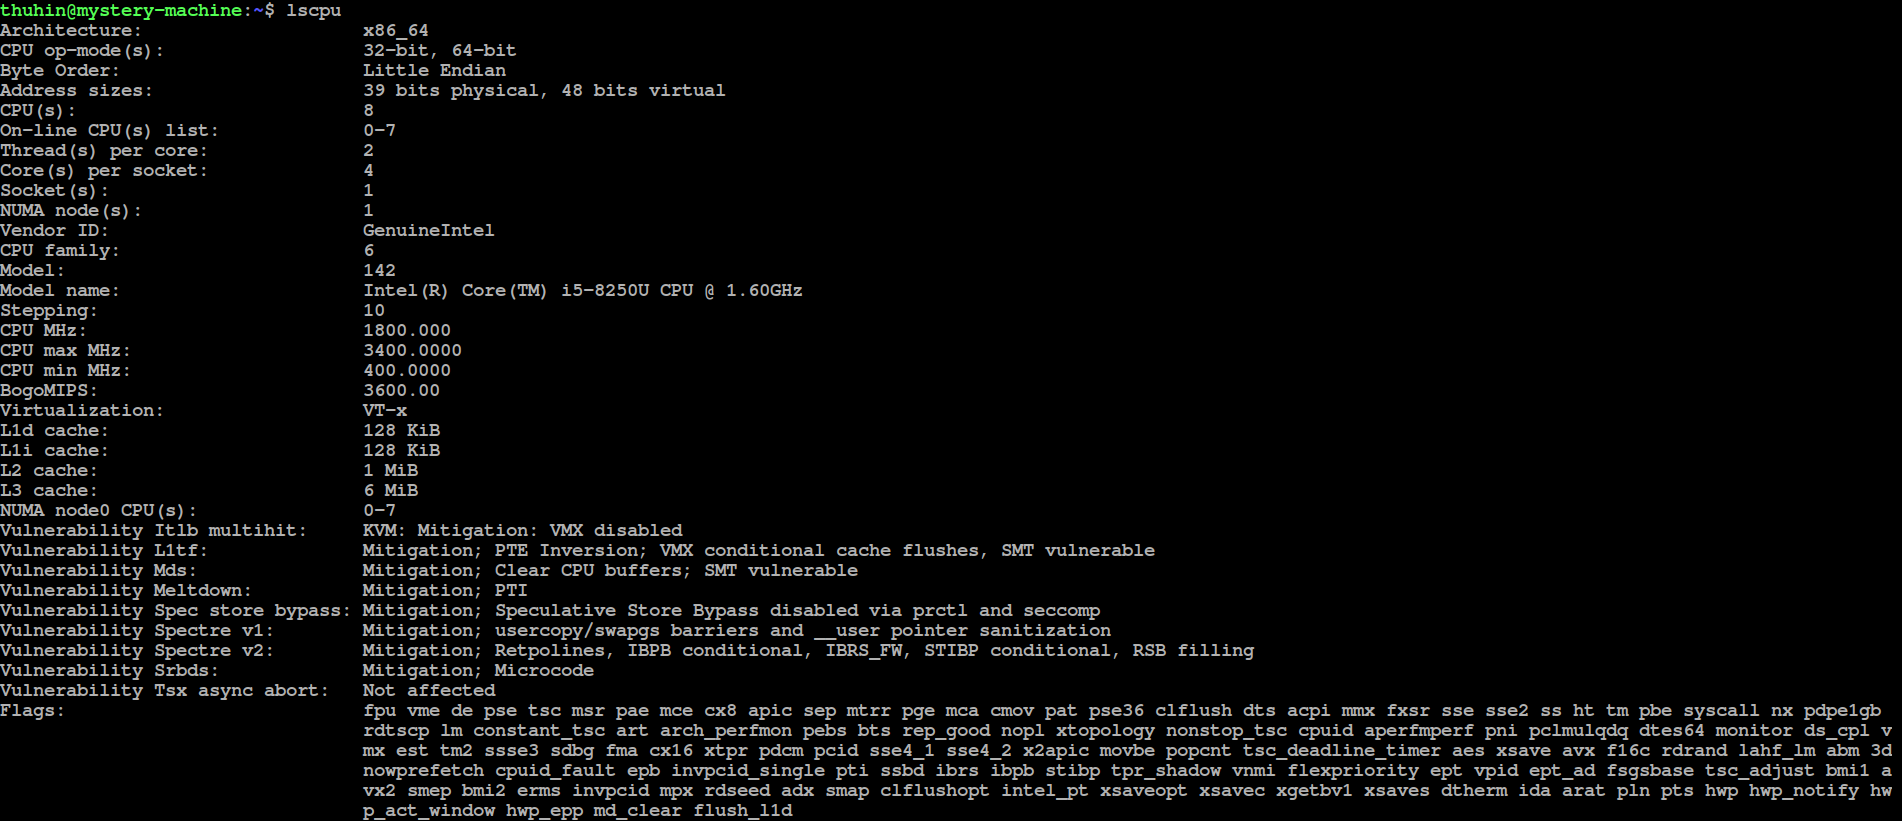 thuhin@mystery-machine:~$ lscpu
Architecture: x86_64
CPU op-mode(s): 32-bit, 64-bit
Byte Order: Little Endian
Address sizes: 39 bits physical, 48 bits virtual
CPU(s): 8
On-line CPU(s) list: 0-7
Thread(s) per core: 2
Core(s) per socket: 4
Socket(s): 1
NUMA node(s): 1
Vendor ID: GenuineIntel
CPU family: 6
Model: 142
Model name: Intel(R) Core(TM) i5-8250U CPU @ 1.60GHz
Stepping: 10
CPU MHz: 1800.000
CPU max MHz: 3400.0000
CPU min MHz: 400.0000
BogoMIPS: 3600.00
Virtualization: VT-x
L1d cache: 128 KiB
L1i cache: 128 KiB
L2 cache: 1 MiB
L3 cache: 6 MiB
NUMA node0 CPU(s): 0-7
Vulnerability Itlb multihit: KVM: Mitigation: VMX disabled
Vulnerability L1tf: Mitigation; PTE Inversion; VMX conditional cache flushes, SMT vulnerable
Vulnerability Mds: Mitigation; Clear CPU buffers; SMT vulnerable
Vulnerability Meltdown: Mitigation; PTI
Vulnerability Spec store bypass: Mitigation; Speculative Store Bypass disabled via prctl and seccomp
Vulnerability Spectre v1: Mitigation; usercopy/swapgs barriers and __user pointer sanitization
Vulnerability Spectre v2: Mitigation; Retpolines, IBPB conditional, IBRS_FW, STIBP conditional, RSB filling
Vulnerability Srbds: Mitigation; Microcode
Vulnerability Tsx async abort: Not affected
Flags: fpu vme de pse tsc msr pae mce cx8 apic sep mtrr pge mca cmov pat pse36 clflush dts acpi mmx fxsr sse sse2 ss ht tm pbe syscall nx pdpe1gb
rdtscp lm constant_tsc art arch_perfmon pebs bts rep_good nopl xtopology nonstop_tsc cpuid aperfmperf pni pclmulqdq dtes64 monitor ds_cpl v
mx est tm2 ssse3 sdbg fma cx16 xtpr pdcm pcid sse4_1 sse4_2 x2apic movbe popcnt tsc_deadline_timer aes xsave avx f16c rdrand lahf_lm abm 3d
nowprefetch cpuid_fault epb invpcid_single pti ssbd ibrs ibpb stibp tpr_shadow vnmi flexpriority ept vpid ept_ad fsgsbase tsc_adjust bmi1 a
vx2 smep bmi2 erms invpcid mpx rdseed adx smap clflushopt intel_pt xsaveopt xsavec xgetbv1 xsaves dtherm ida arat pln pts hwp hwp_notify hw
p_act_window hwp_epp md_clear flush_l1d